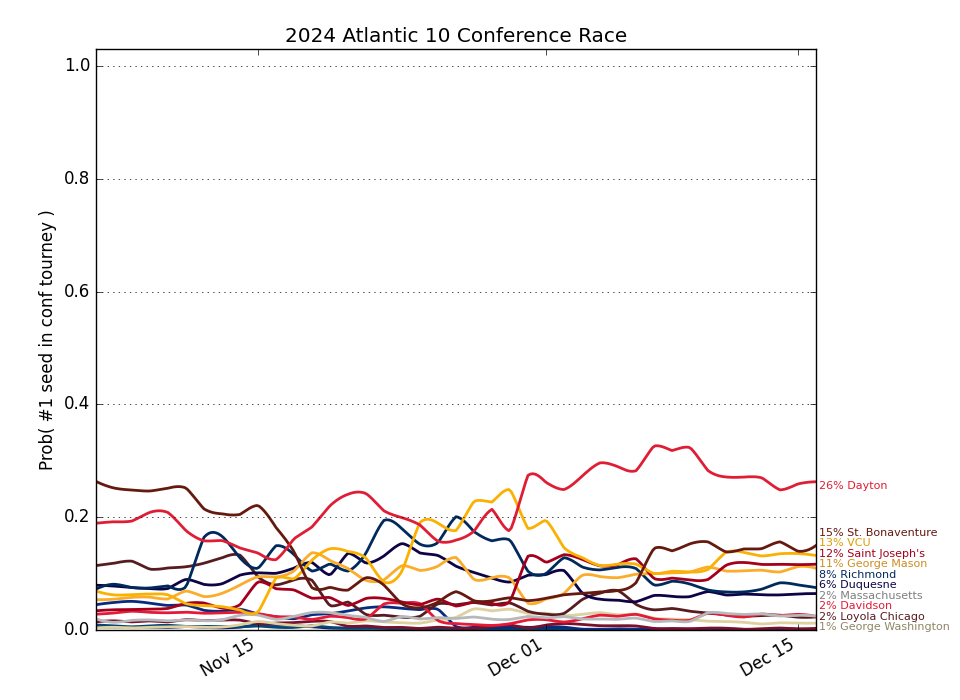 2024 Atlantic 10 Conference Race
Prob( #1 seed in conf tourney )
1.0
0.8
0.6
0.4
0.2
0.0
Nov 15
Dec 01
Dec 15
26% Dayton
15% St. Bonaventure
13% VCU
12% Saint Joseph's
11% George Mason
8% Richmond
6% Duquesne
2% Massachusetts
2% Davidson
2% Loyola Chicago
1% George Washington